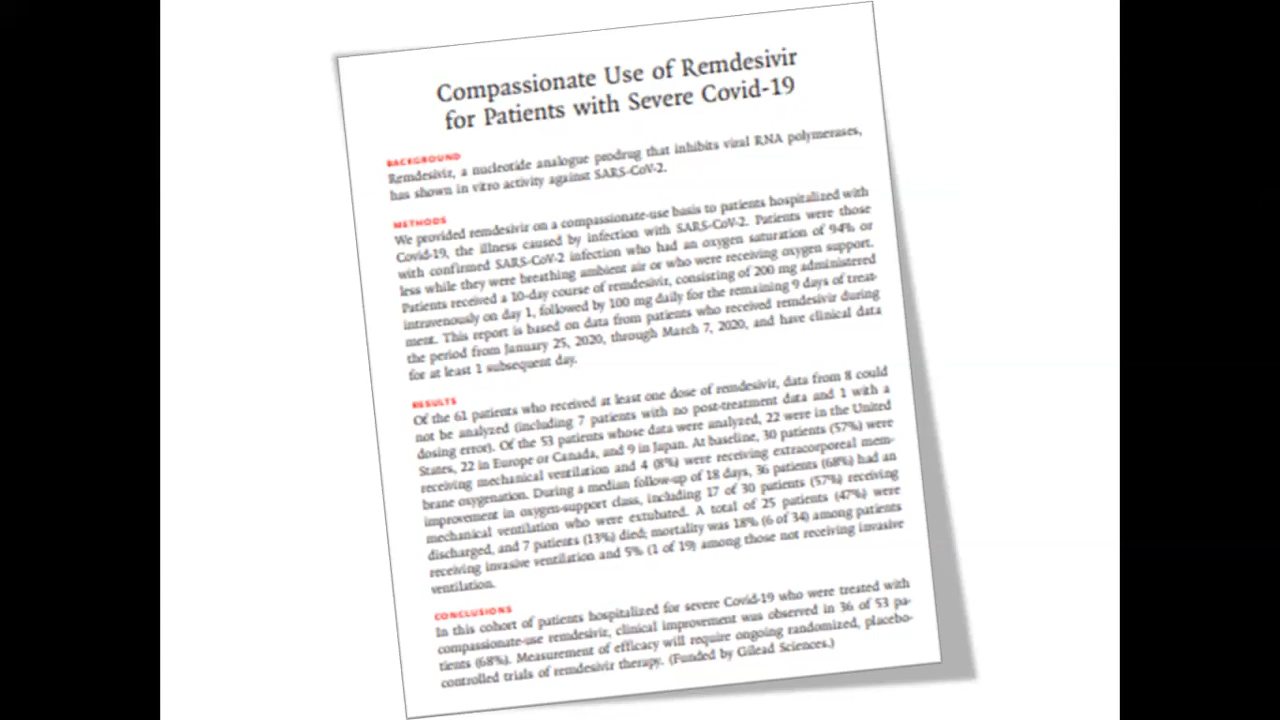 Compassionate Use of Remdesivir
for Patients with Severe Covid-19
BACKGROUND
Remdesivir, a nucleotide analogue prodrug that inhibits viral RNA polymerases,
has shown in vitro activity against SARS-CoV-2.
METHODS
We provided remdesivir on a compassionate-use basis to patients hospitalized with
Covid-19, the illness caused by infection with SARS-CoV-2. Patients were those
with confirmed SARS-CoV-2 infection who had an oxygen saturation of 94% or
less while they were breathing ambient air or who were receiving oxygen support.
Patients received a 10-day course of remdesivir, consisting of 200 mg administered
intravenously on day 1, followed by 100 mg daily for the remaining 9 days of treat-
ment. This report is based on data from patients who received remdesivir during
the period from January 25, 2020, through March 7, 2020, and have clinical data
for at least 1 subsequent day.
RESULTS
Of the 61 patients who received at least one dose of remdesivir, data from 8 could
not be analyzed (including 7 patients with no post-treatment data and 1 with a
dosing error). Of the 53 patients whose data were analyzed, 22 were in the United
States, 22 in Europe or Canada, and 9 in Japan. At baseline, 30 patients (57%) were
receiving mechanical ventilation and 4 (8%) were receiving extracorporeal mem-
brane oxygenation. During a median follow-up of 18 days, 36 patients (68%) had an
improvement in oxygen-support class, including 17 of 30 patients (57%) receiving
mechanical ventilation who were extubated. A total of 25 patients (47%) were
discharged, and 7 patients (13%) died; mortality was 18% (6 of 34) among patients
receiving invasive ventilation and 5% (1 of 19) among those not receiving invasive
ventilation.
CONCLUSIONS
In this cohort of patients hospitalized for severe Covid-19 who were treated with
compassionate-use remdesivir, clinical improvement was observed in 36 of 53 pa-
tients (68%). Measurement of efficacy will require ongoing randomized, placebo-
controlled trials of remdesivir therapy. (Funded by Gilead Sciences.)